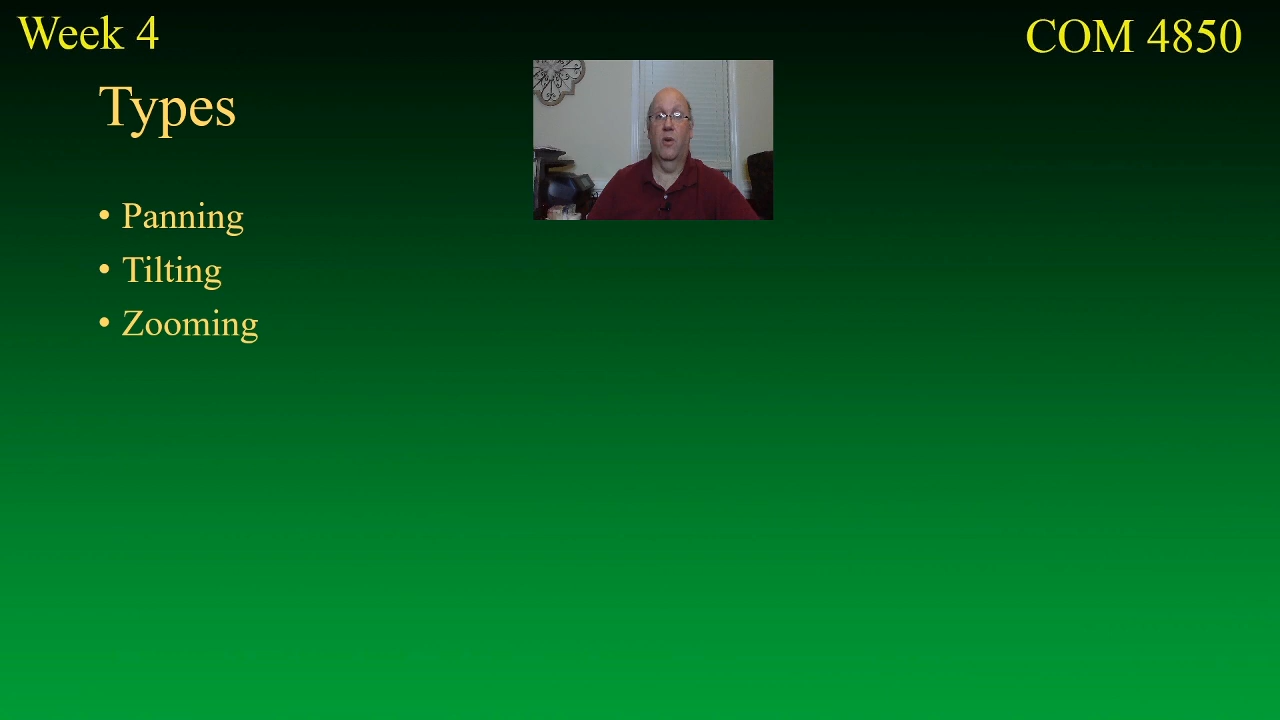 Week 4
COM 4850
Types
• Panning
• Tilting
• Zooming